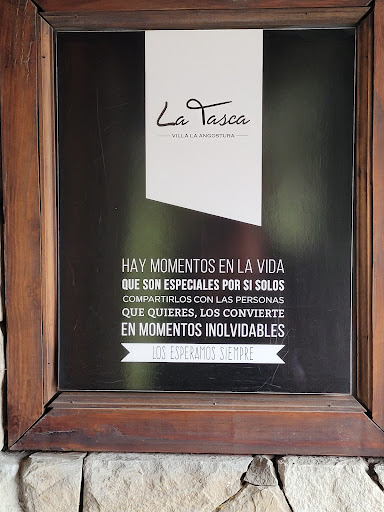 La Tasca
VILLA LA ANGOSTURA
HAY MOMENTOS EN LA VIDA
QUE SON ESPECIALES POR SI SOLOS
COMPARTIRLOS CON LAS PERSONAS
QUE QUIERES, LOS CONVIERTE
EN MOMENTOS INOLVIDABLES
LOS ESPERAMOS SIEMPRE